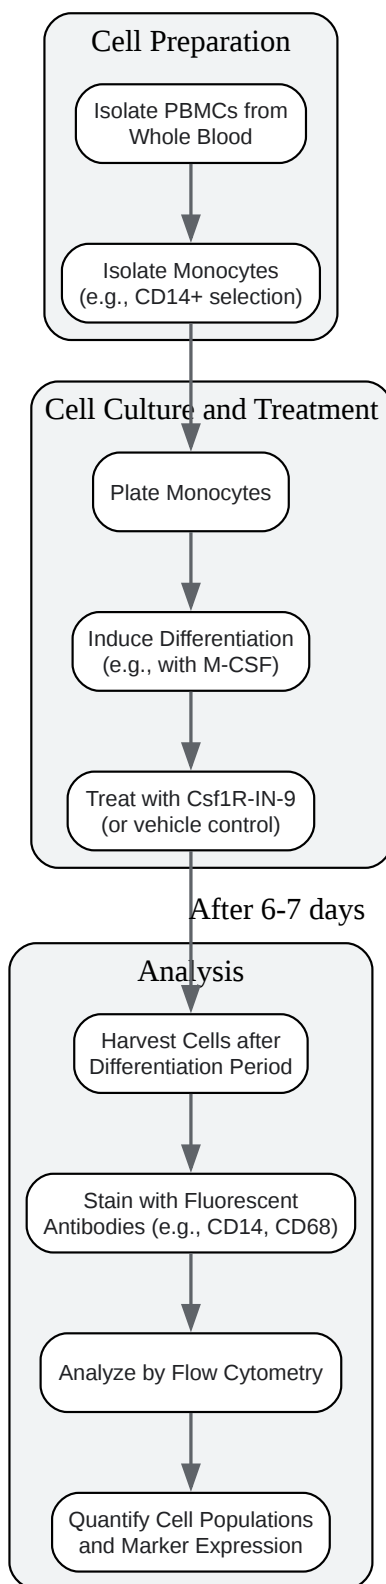 Cell Preparation
Isolate PBMCs from
Whole Blood
Isolate Monocytes
(e.g., CD14+ selection)
Cell Culture and Treatment
Plate Monocytes
Induce Differentiation
(e.g., with M-CSF)
Treat with Csf1R-IN-9
(or vehicle control)
After 6-7 days
Analysis
Harvest Cells after
Differentiation Period
Stain with Fluorescent
Antibodies (e.g., CD14, CD68)
Analyze by Flow Cytometry
Quantify Cell Populations
and Marker Expression